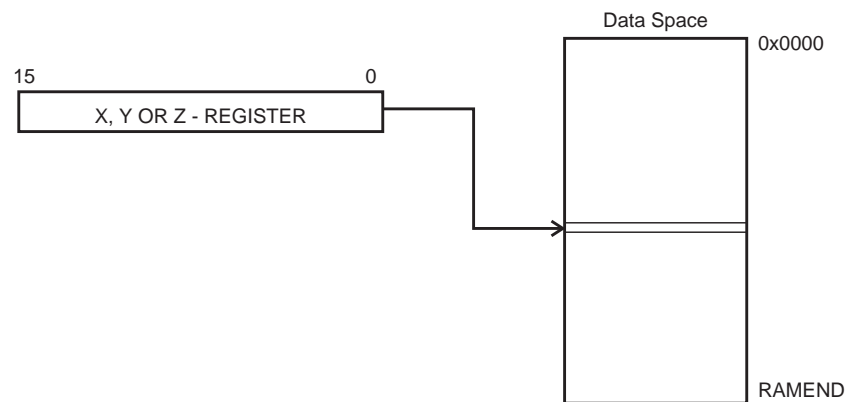 Data Space
0x0000
15 0
X, Y OR Z - REGISTER
RAMEND